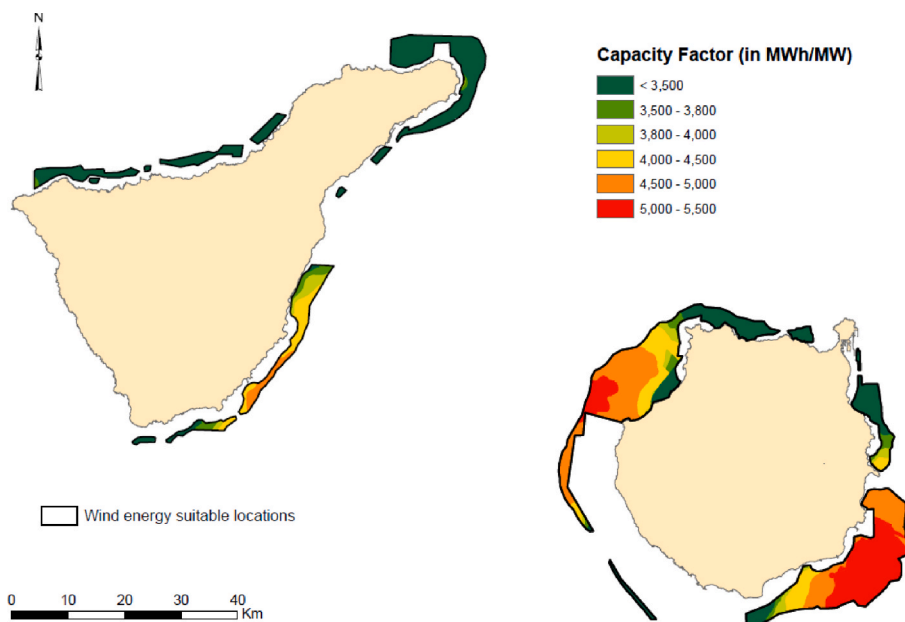 N
Capacity Factor (in MWh/MW)
< 3,500
3,500 - 3,800
3,800 - 4,000
4,000 - 4,500
4,500 - 5,000
5,000 - 5,500
Wind energy suitable locations
0 10 20 30 40
Km